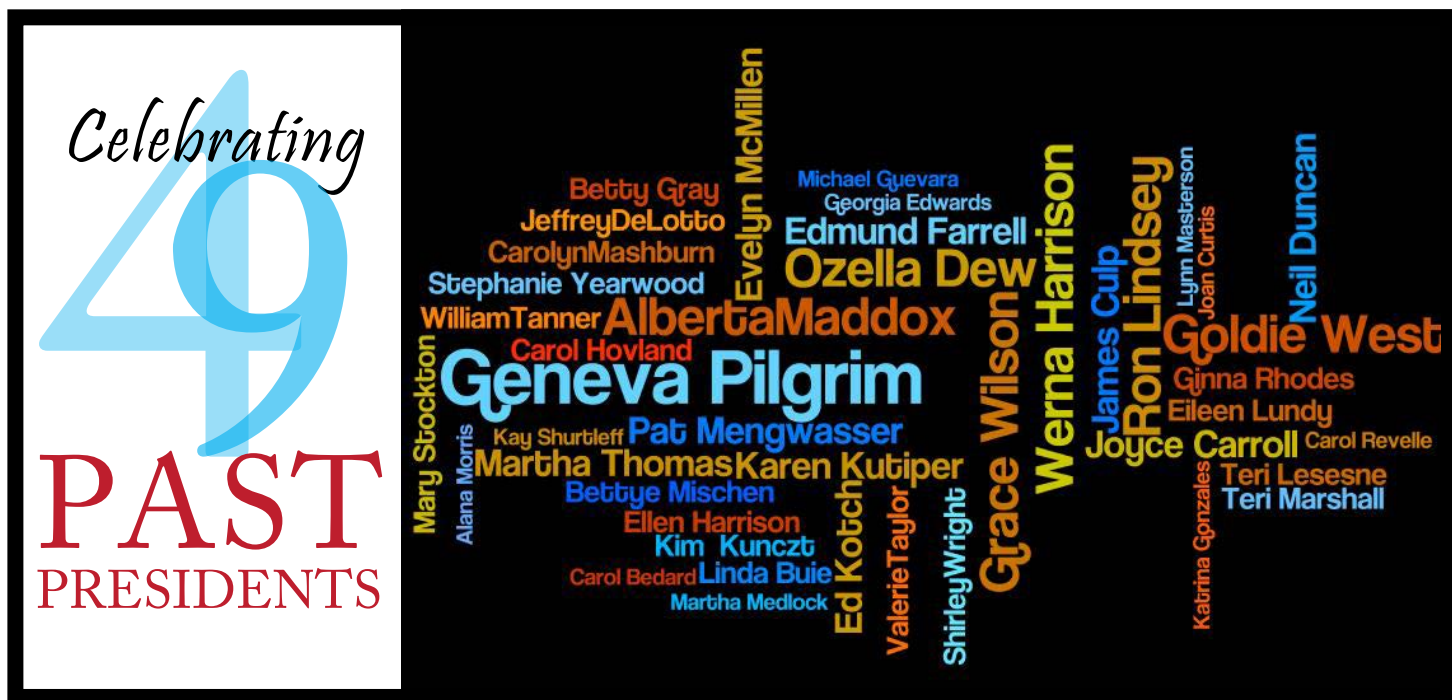 Celebrating
49
PAST
PRESIDENTS
Evelyn McMillen
Betty Gray
JeffreyDeLotto
CarolynMashburn
Stephanie Yearwood
WilliamTanner
AlbertaMaddox
Carol Hovland
Geneva Pilgrim
Mary Stockton
Alana Morris
Kay Shurtleff
Pat Mengwasser
Martha Thomas
Karen Kutiper
Bettye Mischen
Ellen Harrison
Kim Kunczt
Carol Bedard
Linda Buie
Martha Medlock
Ed Kotch
ValerieTaylor
ShirleyWright
Michael Guevara
Georgia Edwards
Edmund Farrell
Ozella Dew
Grace Wilson
Werna Harrison
James Culp
Ron Lindsey
Lynn Masterson
Joan Curtis
Neil Duncan
Goldie West
Ginna Rhodes
Eileen Lundy
Joyce Carroll
Carol Revelle
Teri Lesesne
Teri Marshall
Katrina Gonzales